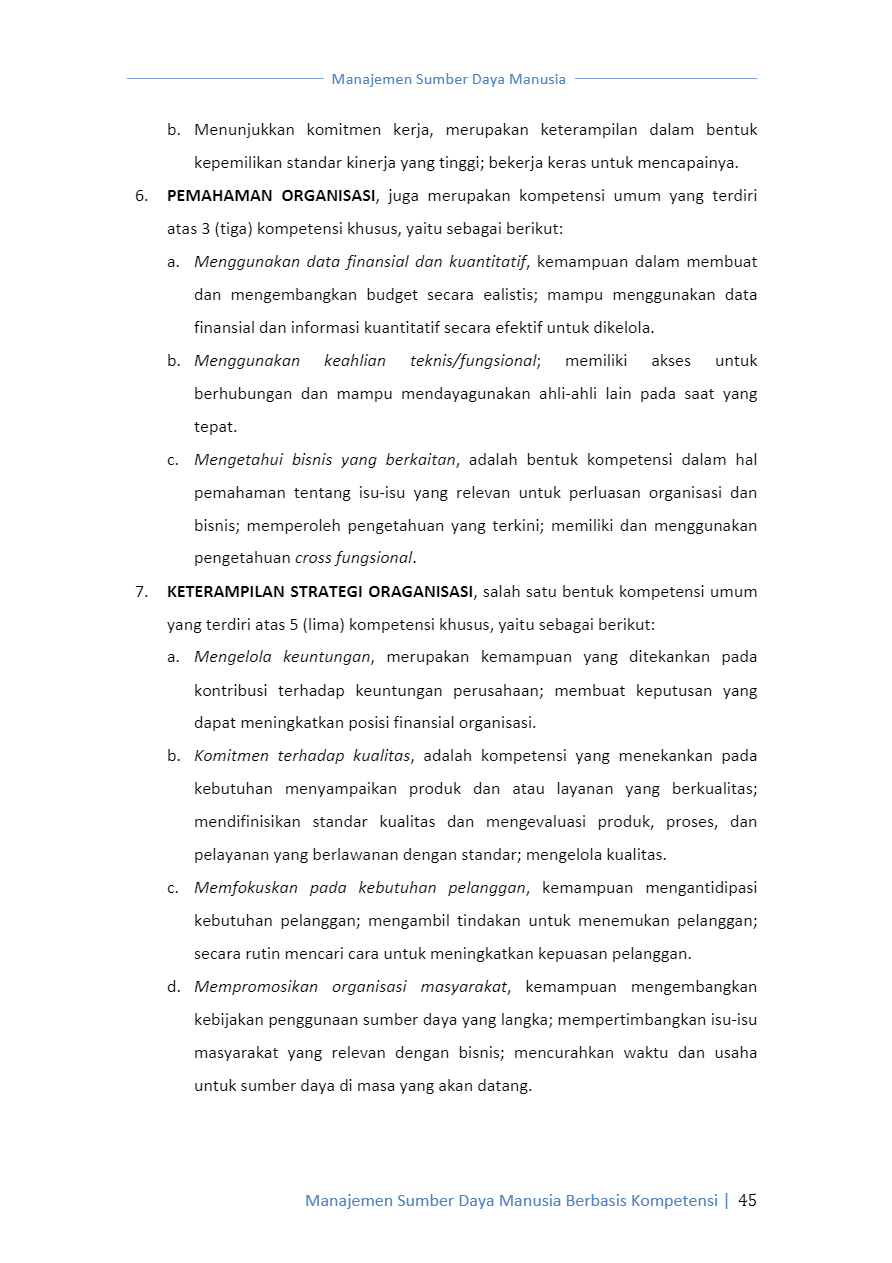 Manajemen Sumber Daya Manusia
b. Menunjukkan komitmen kerja, merupakan keterampilan dalam bentuk
kepemilikan standar kinerja yang tinggi; bekerja keras untuk mencapainya.
6. PEMAHAMAN ORGANISASI, juga merupakan kompetensi umum yang terdiri
atas 3 (tiga) kompetensi khusus, yaitu sebagai berikut:
a. Menggunakan data finansial dan kuantitatif, kemampuan dalam membuat
dan mengembangkan budget secara ealistis; mampu menggunakan data
finansial dan informasi kuantitatif secara efektif untuk dikelola.
b. Menggunakan keahlian teknis/fungsional; memiliki akses untuk
berhubungan dan mampu mendayagunakan ahli-ahli lain pada saat yang
tepat.
c. Mengetahui bisnis yang berkaitan, adalah bentuk kompetensi dalam hal
pemahaman tentang isu-isu yang relevan untuk perluasan organisasi dan
bisnis; memperoleh pengetahuan yang terkini; memiliki dan menggunakan
pengetahuan cross fungsional.
7. KETERAMPILAN STRATEGI ORAGANISASI, salah satu bentuk kompetensi umum
yang terdiri atas 5 (lima) kompetensi khusus, yaitu sebagai berikut:
a. Mengelola keuntungan, merupakan kemampuan yang ditekankan pada
kontribusi terhadap keuntungan perusahaan; membuat keputusan yang
dapat meningkatkan posisi finansial organisasi.
b. Komitmen terhadap kualitas, adalah kompetensi yang menekankan pada
kebutuhan menyampaikan produk dan atau layanan yang berkualitas;
mendifinisikan standar kualitas dan mengevaluasi produk, proses, dan
pelayanan yang berlawanan dengan standar; mengelola kualitas.
c. Memfokuskan pada kebutuhan pelanggan, kemampuan mengantidipasi
kebutuhan pelanggan; mengambil tindakan untuk menemukan pelanggan;
secara rutin mencari cara untuk meningkatkan kepuasan pelanggan.
d. Mempromosikan organisasi masyarakat, kemampuan mengembangkan
kebijakan penggunaan sumber daya yang langka; mempertimbangkan isu-isu
masyarakat yang relevan dengan bisnis; mencurahkan waktu dan usaha
untuk sumber daya di masa yang akan datang.
Manajemen Sumber Daya Manusia Berbasis Kompetensi | 45